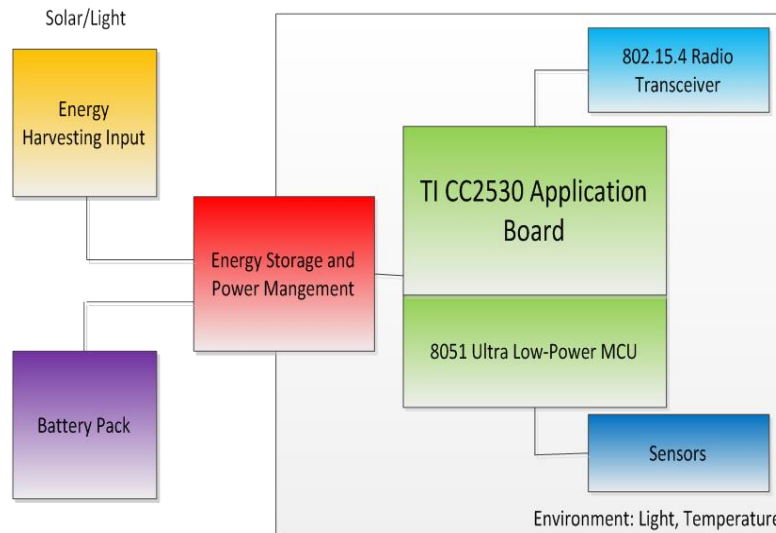 Solar/Light
Energy
Harvesting Input
Battery Pack
Energy Storage and
Power Mangement
802.15.4 Radio
Transceiver
TI CC2530 Application
Board
8051 Ultra Low-Power MCU
Sensors
Environment: Light, Temperature